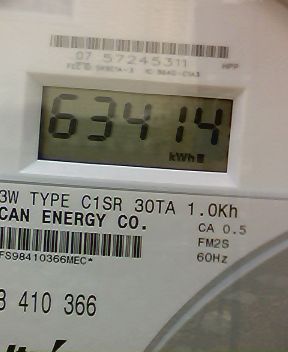 07 57245311
HPP
63414
kWh
3W TYPE C1SR 30TA 1.0Kh
CAN ENERGY CO.
CA 0.5
FM2S
60Hz
FS98410366MEC*
410 366